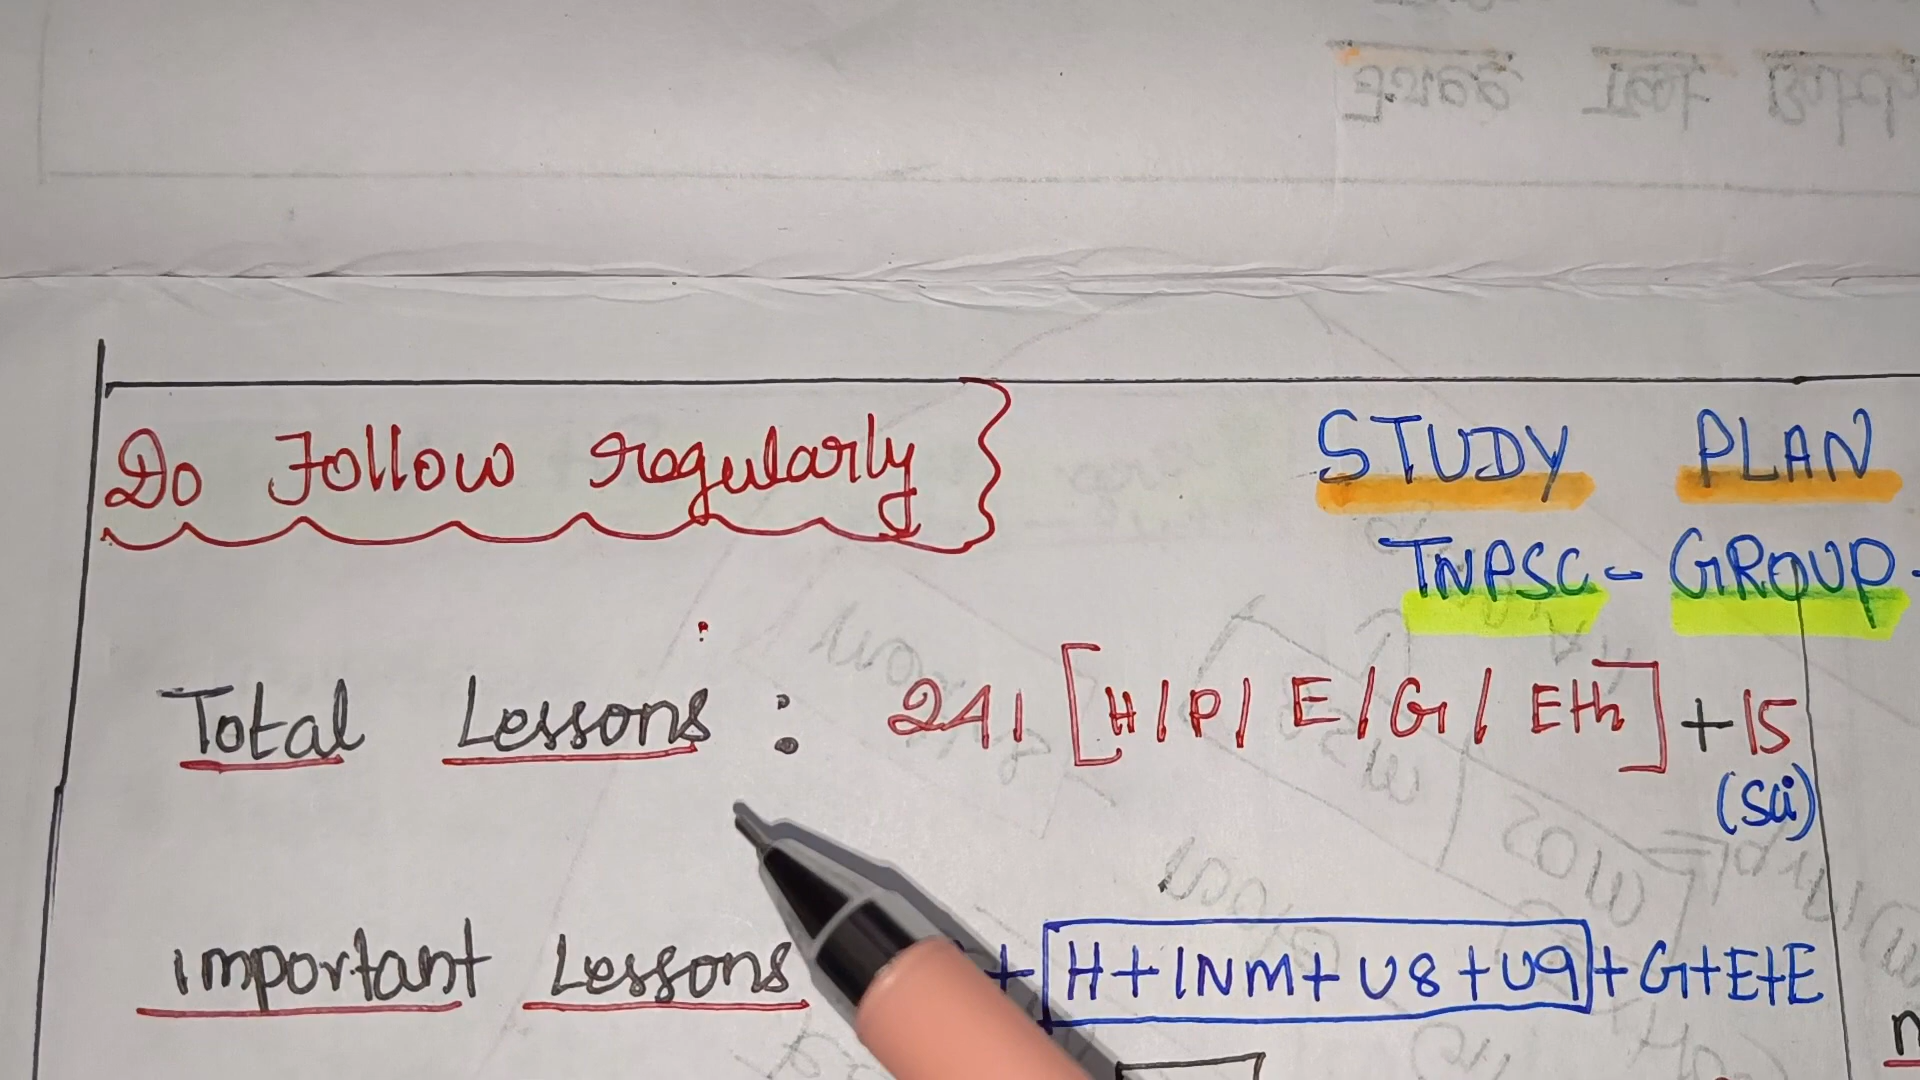 Do Follow regularly
STUDY PLAN
TNPSC - GROUP -
Total Lessons : 241 [H/P/ E/G/ Eth] + 15
(Sci)
Important Lessons + H+INM+U8+U9 + G+E+E